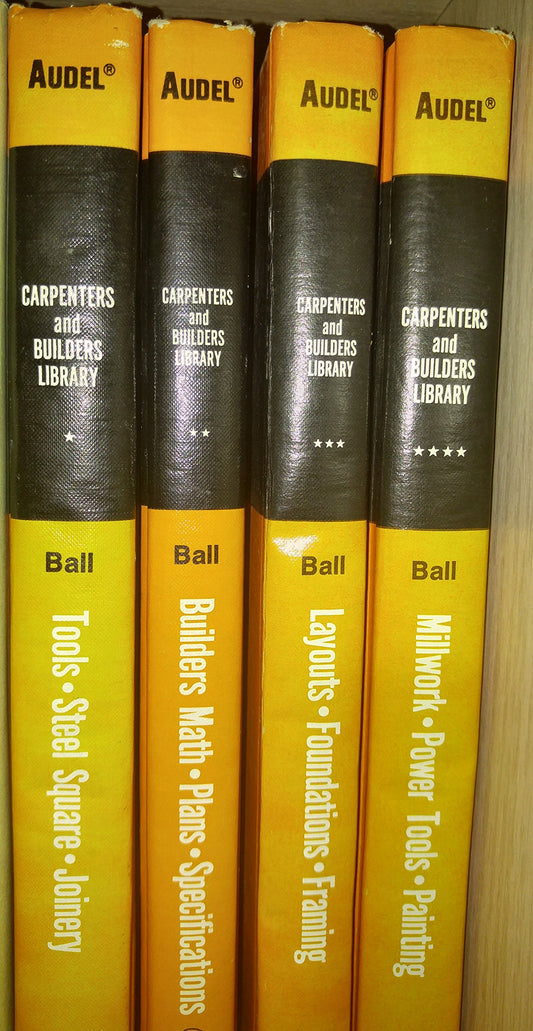 AUDEL®
CARPENTERS
and
BUILDERS
LIBRARY
★
Ball
Tools • Steel Square • Joinery
AUDEL®
CARPENTERS
and
BUILDERS
LIBRARY
★★
Ball
Builders Math • Plans • Specifications
AUDEL®
CARPENTERS
and
BUILDERS
LIBRARY
★★★
Ball
Layouts • Foundations • Framing
AUDEL®
CARPENTERS
and
BUILDERS
LIBRARY
★★★★
Ball
Millwork • Power Tools • Painting